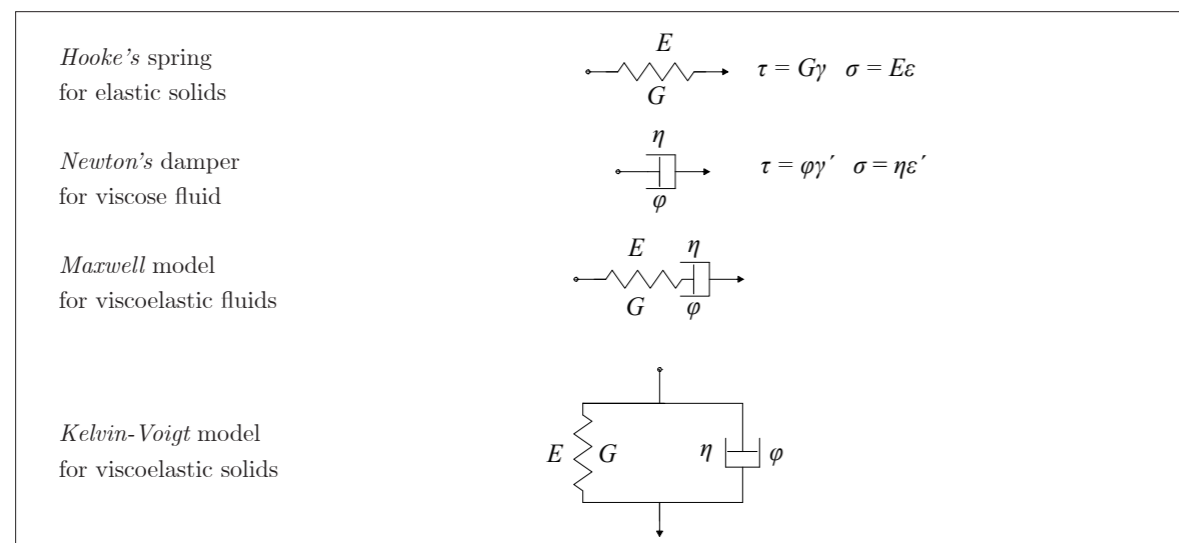 Hooke's spring
for elastic solids
E
G
τ = Gγ σ = Eε
Newton's damper
for viscose fluid
η
φ
τ = φγ´ σ = ηε´
Maxwell model
for viscoelastic fluids
E η
G φ
Kelvin-Voigt model
for viscoelastic solids
E G η φ